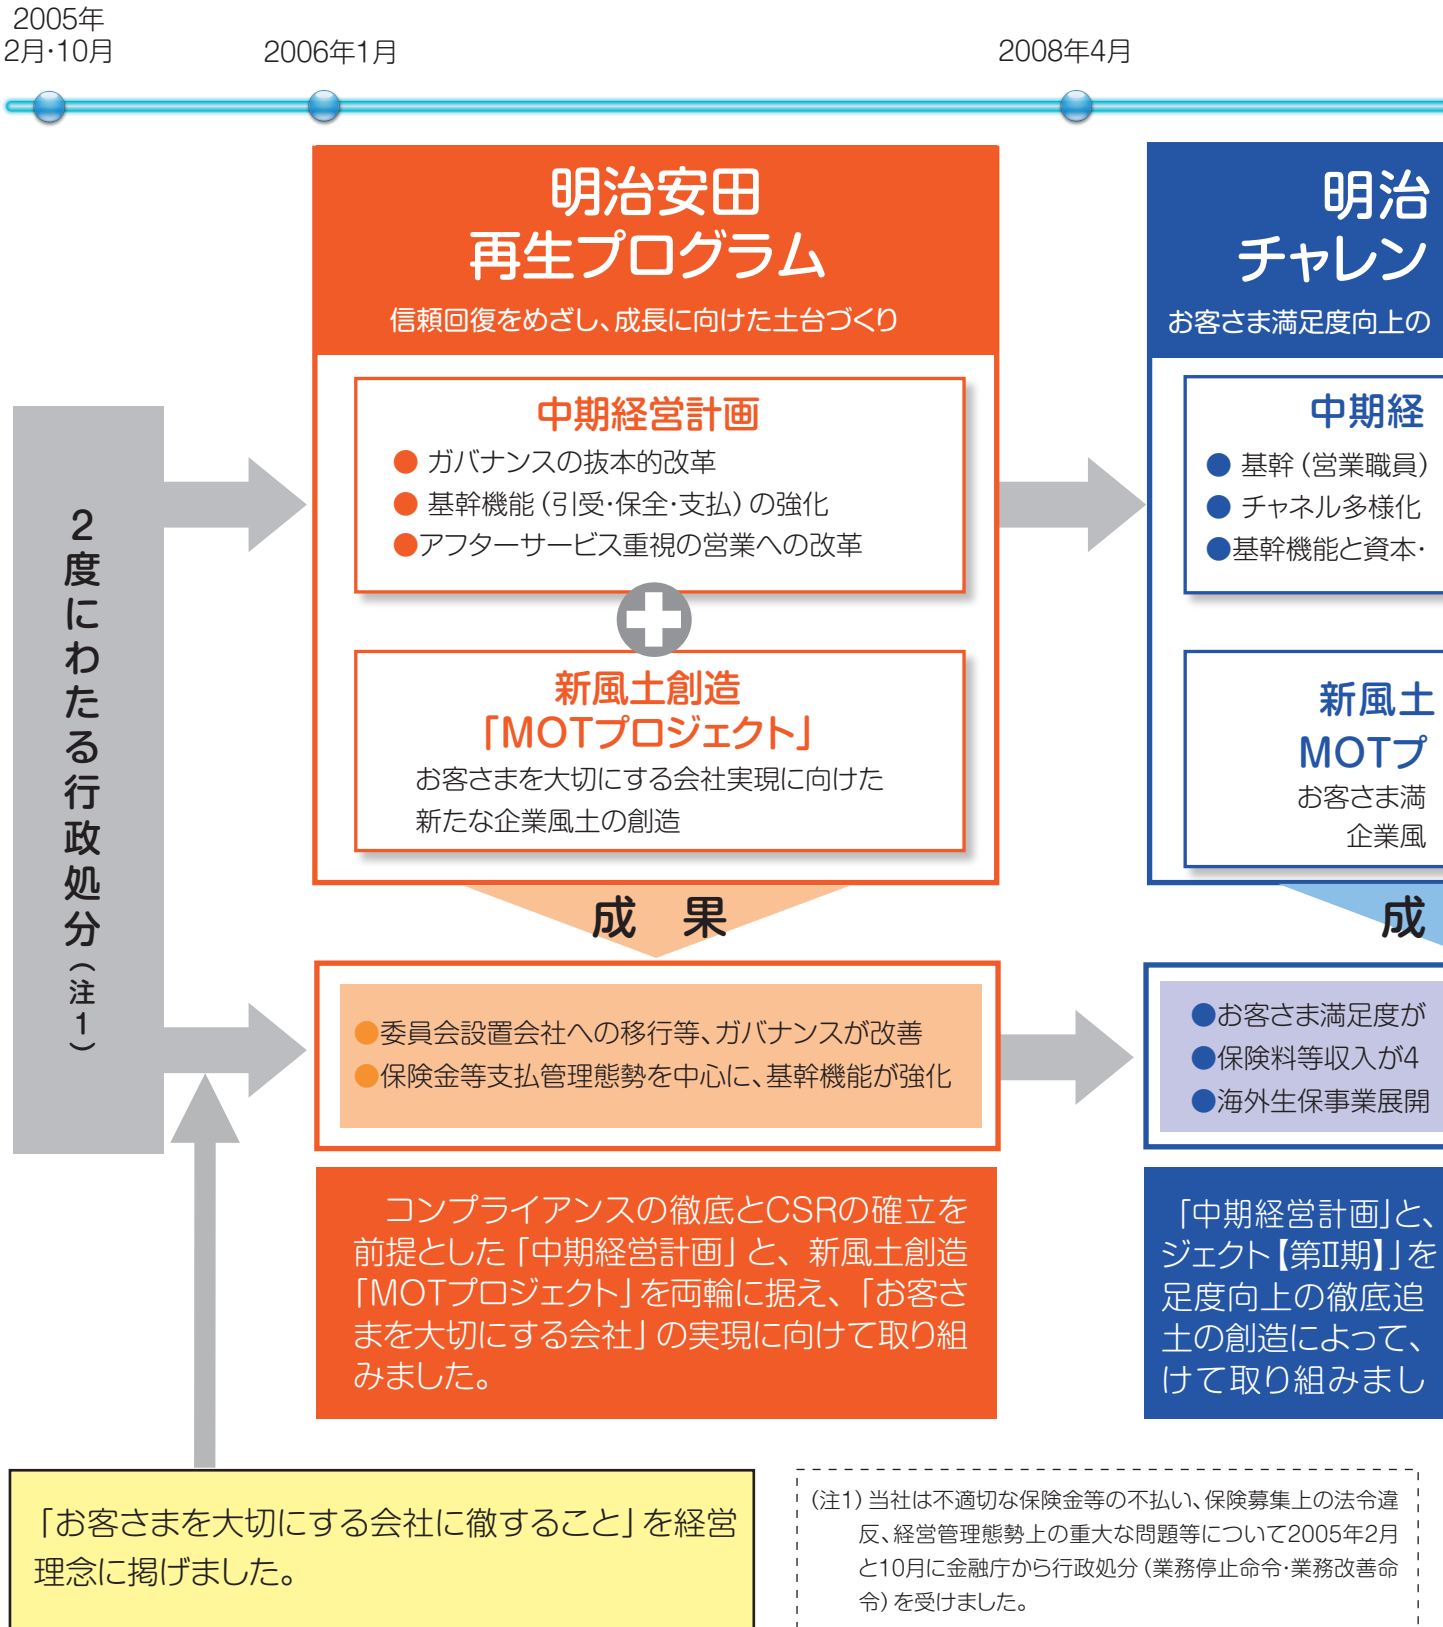 2005年
2月・10月
2006年1月
2008年4月
2度にわたる行政処分（注1）
明治安田
再生プログラム
信頼回復をめざし、成長に向けた土台づくり
中期経営計画
● ガバナンスの抜本的改革
● 基幹機能（引受・保全・支払）の強化
●アフターサービス重視の営業への改革
新風土創造
「MOTプロジェクト」
お客さまを大切にする会社実現に向けた
新たな企業風土の創造
成 果
●委員会設置会社への移行等、ガバナンスが改善
●保険金等支払管理態勢を中心に、基幹機能が強化
コンプライアンスの徹底とCSRの確立を
前提とした「中期経営計画」と、新風土創造
「MOTプロジェクト」を両輪に据え、「お客さ
まを大切にする会社」の実現に向けて取り組
みました。
明治
チャレン
お客さま満足度向上の
中期経
● 基幹（営業職員）
● チャネル多様化
●基幹機能と資本・
新風土
MOTプ
お客さま満
企業風
成
●お客さま満足度が
●保険料等収入が4
●海外生保事業展開
「中期経営計画」と、
ジェクト【第Ⅱ期】」を
足度向上の徹底追
土の創造によって、
けて取り組みまし
「お客さまを大切にする会社に徹すること」を経営
理念に掲げました。
（注1）当社は不適切な保険金等の不払い、保険募集上の法令違
反、経営管理態勢上の重大な問題等について2005年2月
と10月に金融庁から行政処分（業務停止命令・業務改善命
令）を受けました。